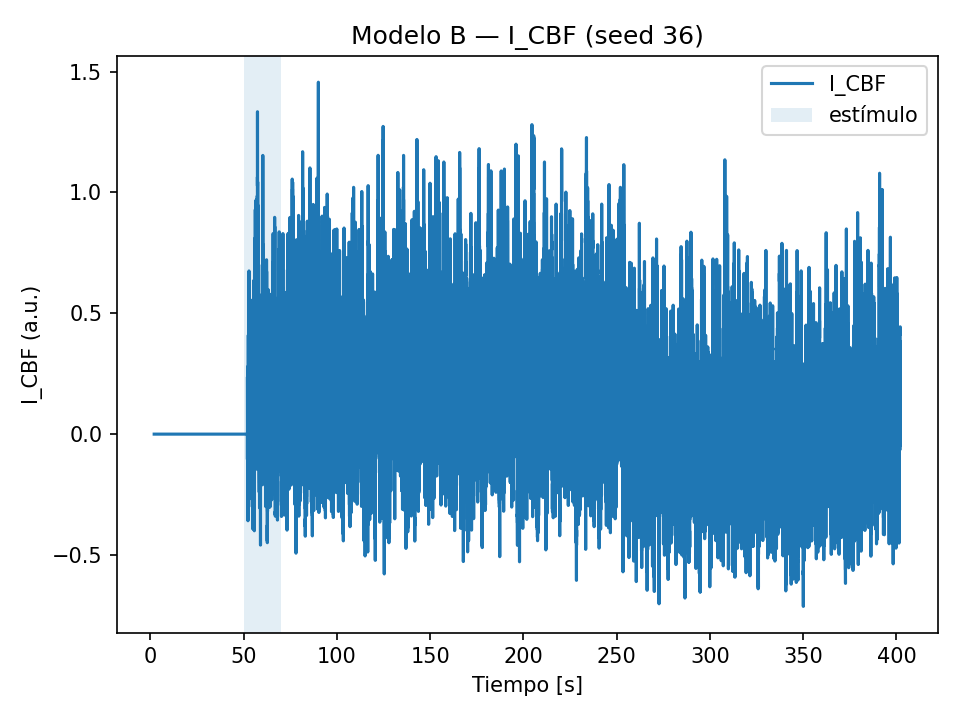 Modelo B — I_CBF (seed 36)
I_CBF
estímulo
1.5
1.0
0.5
0.0
−0.5
I_CBF (a.u.)
0 50 100 150 200 250 300 350 400
Tiempo [s]